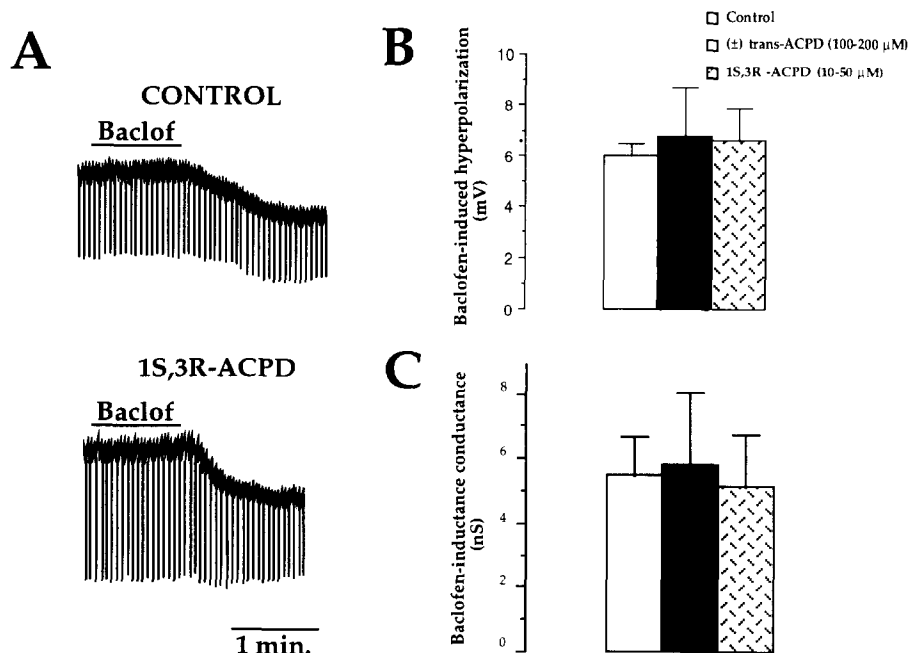 A
CONTROL
Baclof
1S,3R-ACPD
Baclof
1 min.
B
Control
(±) trans-ACPD (100-200 µM)
1S,3R -ACPD (10-50 µM)
Baclofen-induced hyperpolarization
(mV)
10
8
6
4
2
0
C
Baclofen-inductance conductance
(nS)
8
6
4
2
0